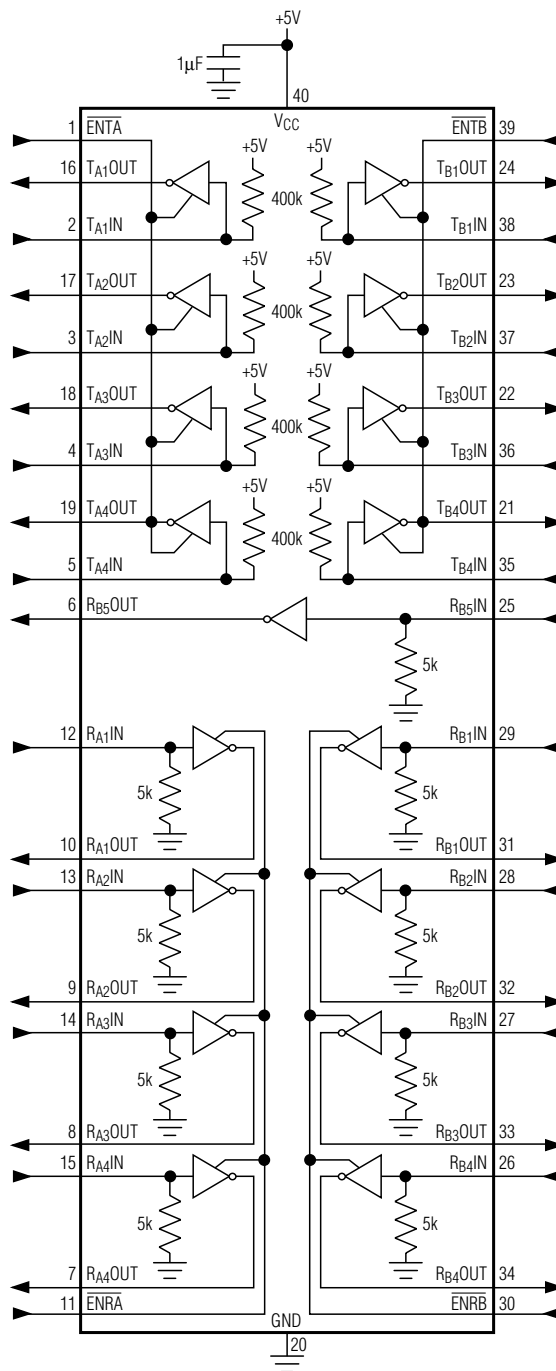 +5V
1µF
40
VCC
1 ENTA
ENTB 39
16 TA1OUT
+5V
+5V
TB1OUT 24
400k
2 TA1IN
TB1IN 38
17 TA2OUT
+5V
+5V
TB2OUT 23
400k
3 TA2IN
TB2IN 37
18 TA3OUT
+5V
+5V
TB3OUT 22
400k
4 TA3IN
TB3IN 36
19 TA4OUT
+5V
+5V
TB4OUT 21
400k
5 TA4IN
TB4IN 35
6 RB5OUT
RB5IN 25
5k
12 RA1IN
RB1IN 29
5k
5k
10 RA1OUT
RB1OUT 31
13 RA2IN
RB2IN 28
5k
5k
9 RA2OUT
RB2OUT 32
14 RA3IN
RB3IN 27
5k
5k
8 RA3OUT
RB3OUT 33
15 RA4IN
RB4IN 26
5k
5k
7 RA4OUT
RB4OUT 34
11 ENRA
ENRB 30
GND
20